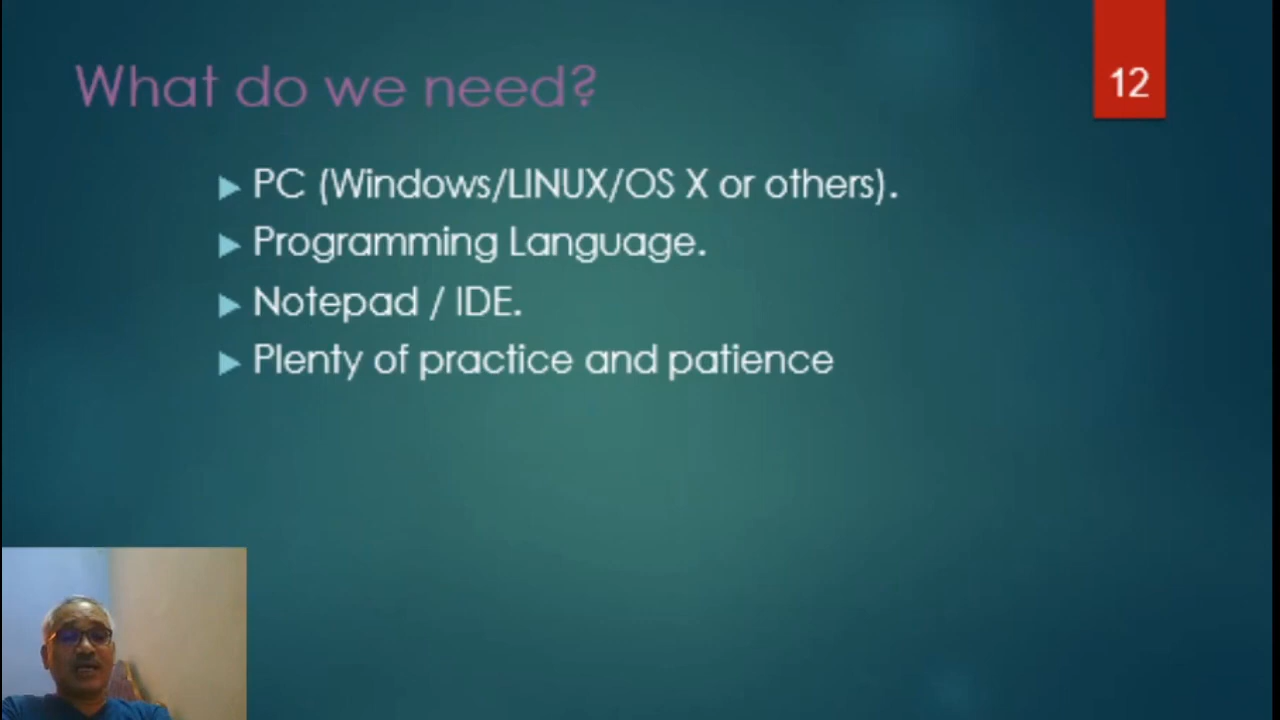 What do we need?
12
PC (Windows/LINUX/OS X or others).
Programming Language.
Notepad / IDE.
Plenty of practice and patience